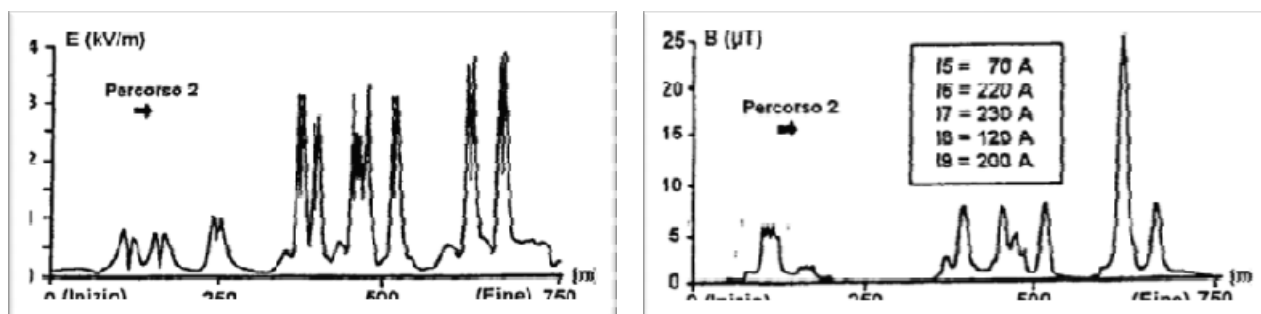 E (kV/m)
4
3
2
1
0
Percorso 2
0 (Inizio) 250 500 (Fine) 750 [m]
B (µT)
25
20
15
10
5
0
Percorso 2
I5 = 70 A
I6 = 220 A
I7 = 230 A
I8 = 120 A
I9 = 200 A
0 (Inizio) 250 500 (Fine) 750 [m]